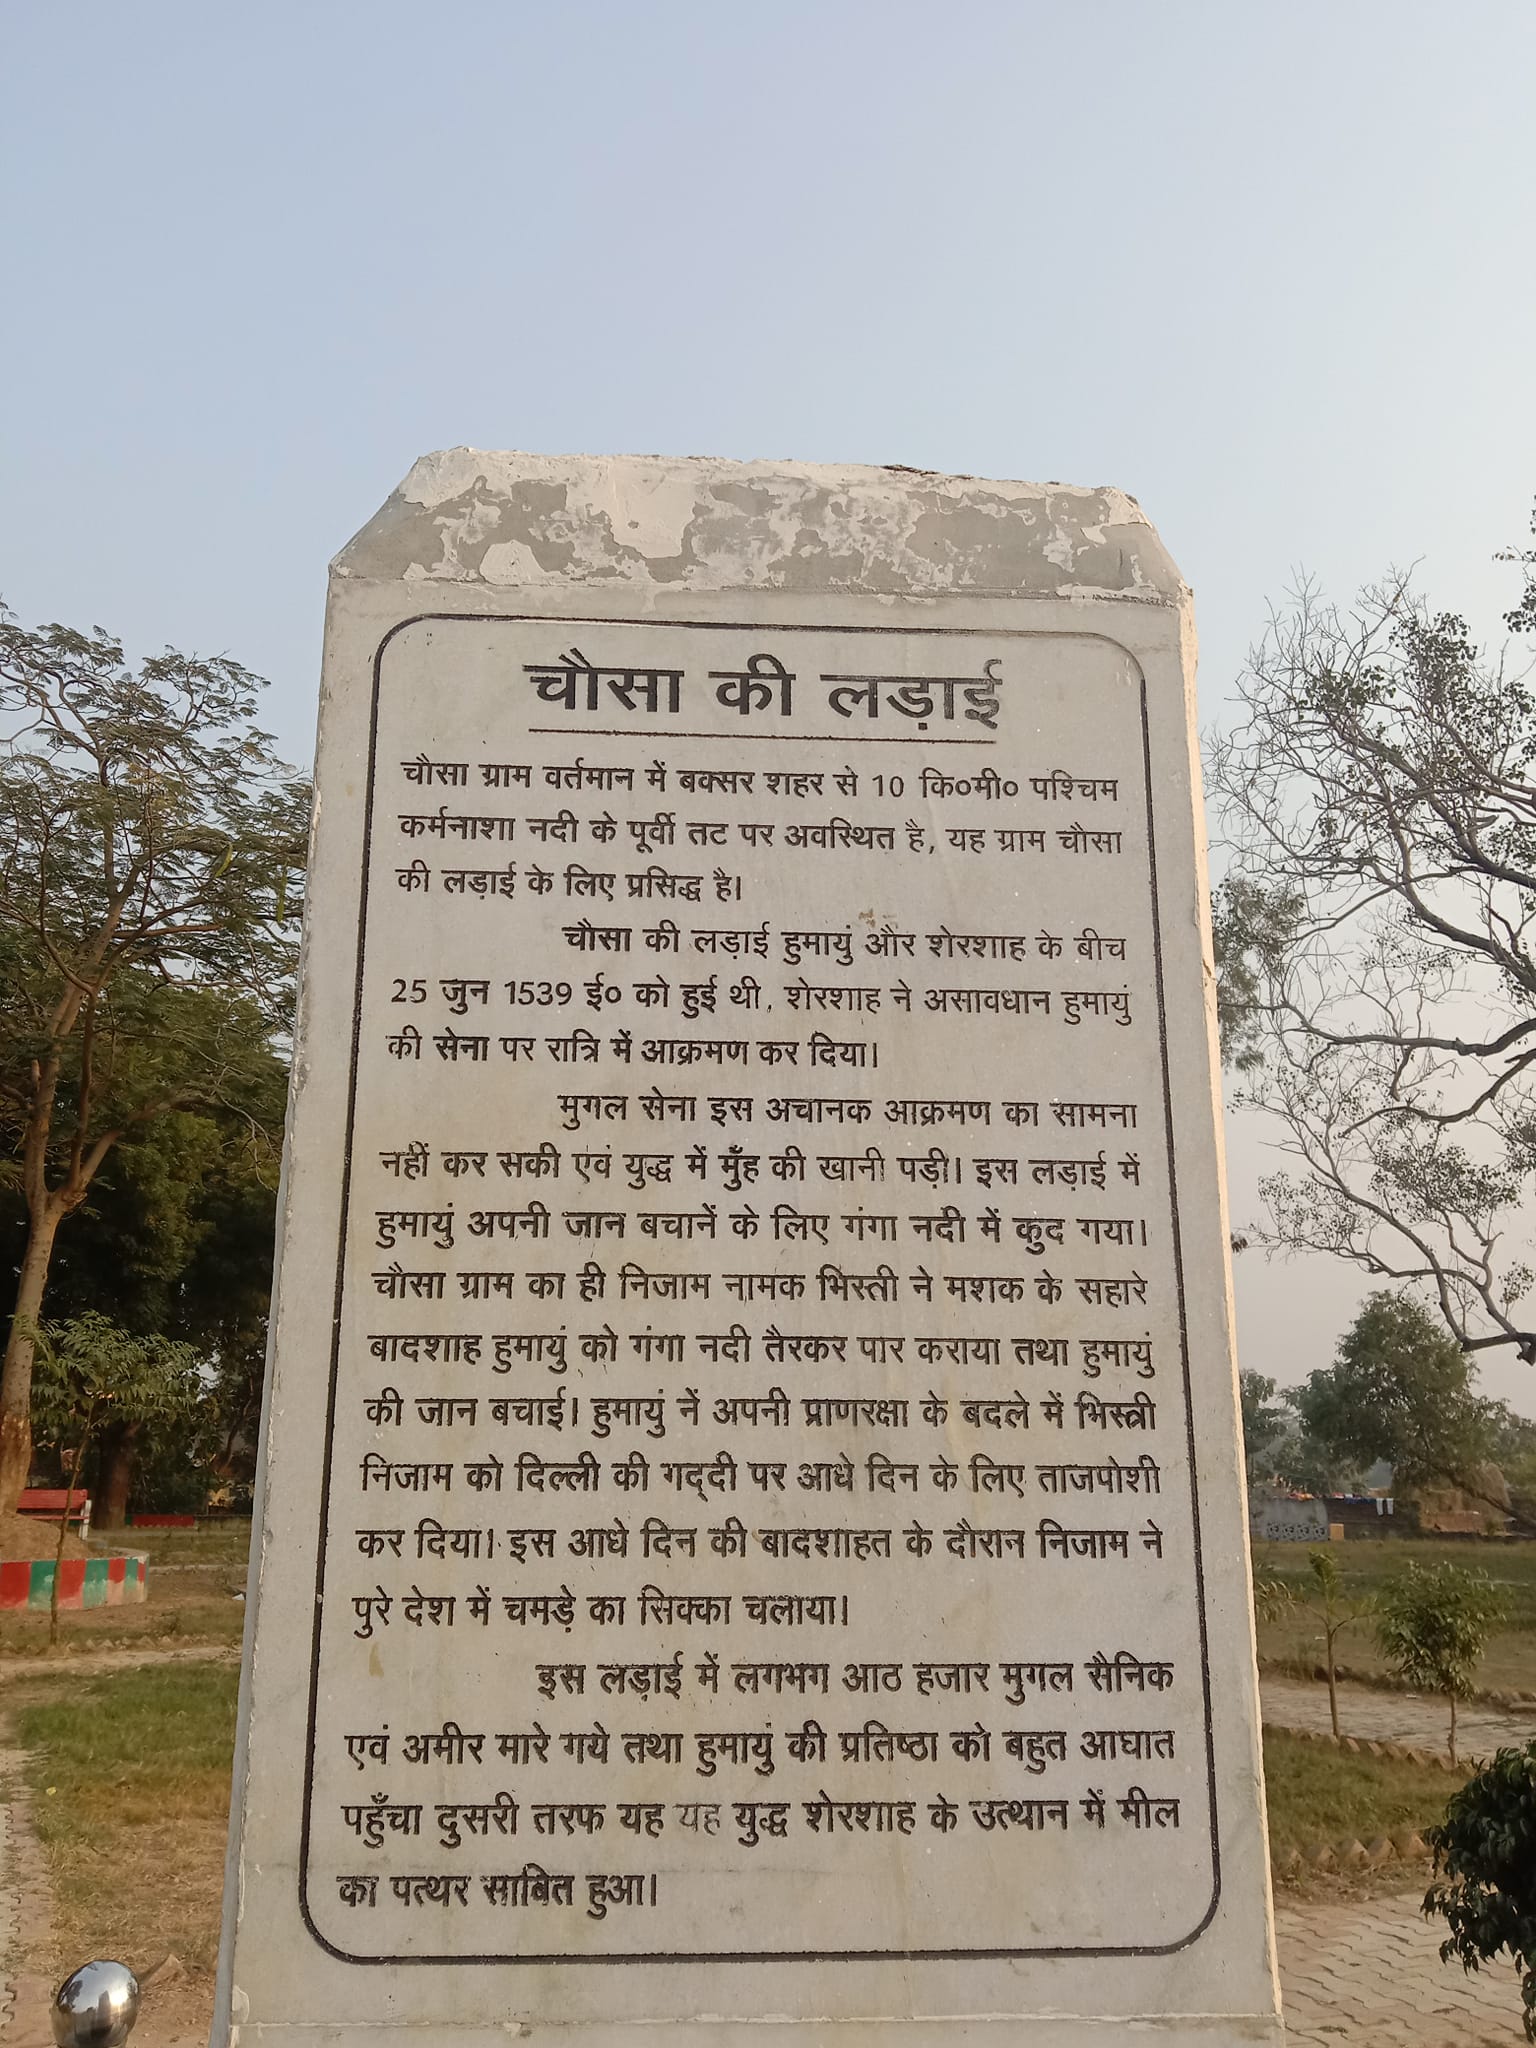 चौसा की लड़ाई
चौसा ग्राम वर्तमान में बक्सर शहर से 10 कि०मी० पश्चिम
कर्मनाशा नदी के पूर्वी तट पर अवस्थित है, यह ग्राम चौसा
की लड़ाई के लिए प्रसिद्ध है।
चौसा की लड़ाई हुमायुं और शेरशाह के बीच
25 जुन 1539 ई० को हुई थी, शेरशाह ने असावधान हुमायुं
की सेना पर रात्रि में आक्रमण कर दिया।
मुगल सेना इस अचानक आक्रमण का सामना
नहीं कर सकी एवं युद्ध में मुँह की खानी पड़ी। इस लड़ाई में
हुमायुं अपनी जान बचानें के लिए गंगा नदी में कुद गया।
चौसा ग्राम का ही निजाम नामक भिस्ती ने मशक के सहारे
बादशाह हुमायुं को गंगा नदी तैरकर पार कराया तथा हुमायुं
की जान बचाई। हुमायुं नें अपनी प्राणरक्षा के बदले में भिस्त्री
निजाम को दिल्ली की गद्‌दी पर आधे दिन के लिए ताजपोशी
कर दिया। इस आधे दिन की बादशाहत के दौरान निजाम ने
पुरे देश में चमड़े का सिक्का चलाया।
इस लड़ाई में लगभग आठ हजार मुगल सैनिक
एवं अमीर मारे गये तथा हुमायुं की प्रतिष्ठा को बहुत आघात
पहुँचा दुसरी तरफ यह यह युद्ध शेरशाह के उत्थान में मील
का पत्थर साबित हुआ।